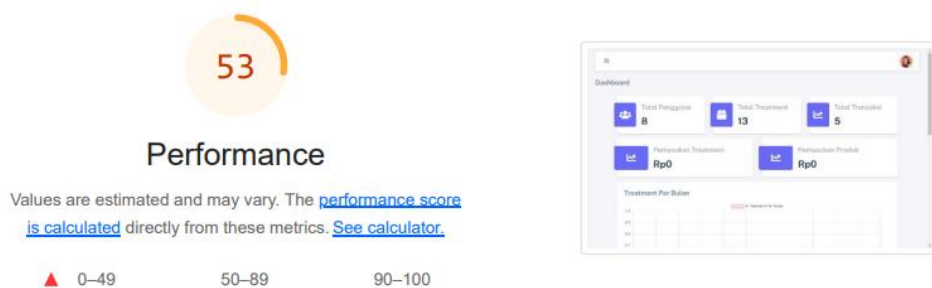 53
Performance
Values are estimated and may vary. The performance score
is calculated directly from these metrics. See calculator.
0–49 50–89 90–100
Dashboard
Total Pengguna
8
Total Treatment
13
Total Transaksi
5
Pemasukan Treatment
Rp0
Pemasukan Produk
Rp0
Treatment Per Bulan
1.0